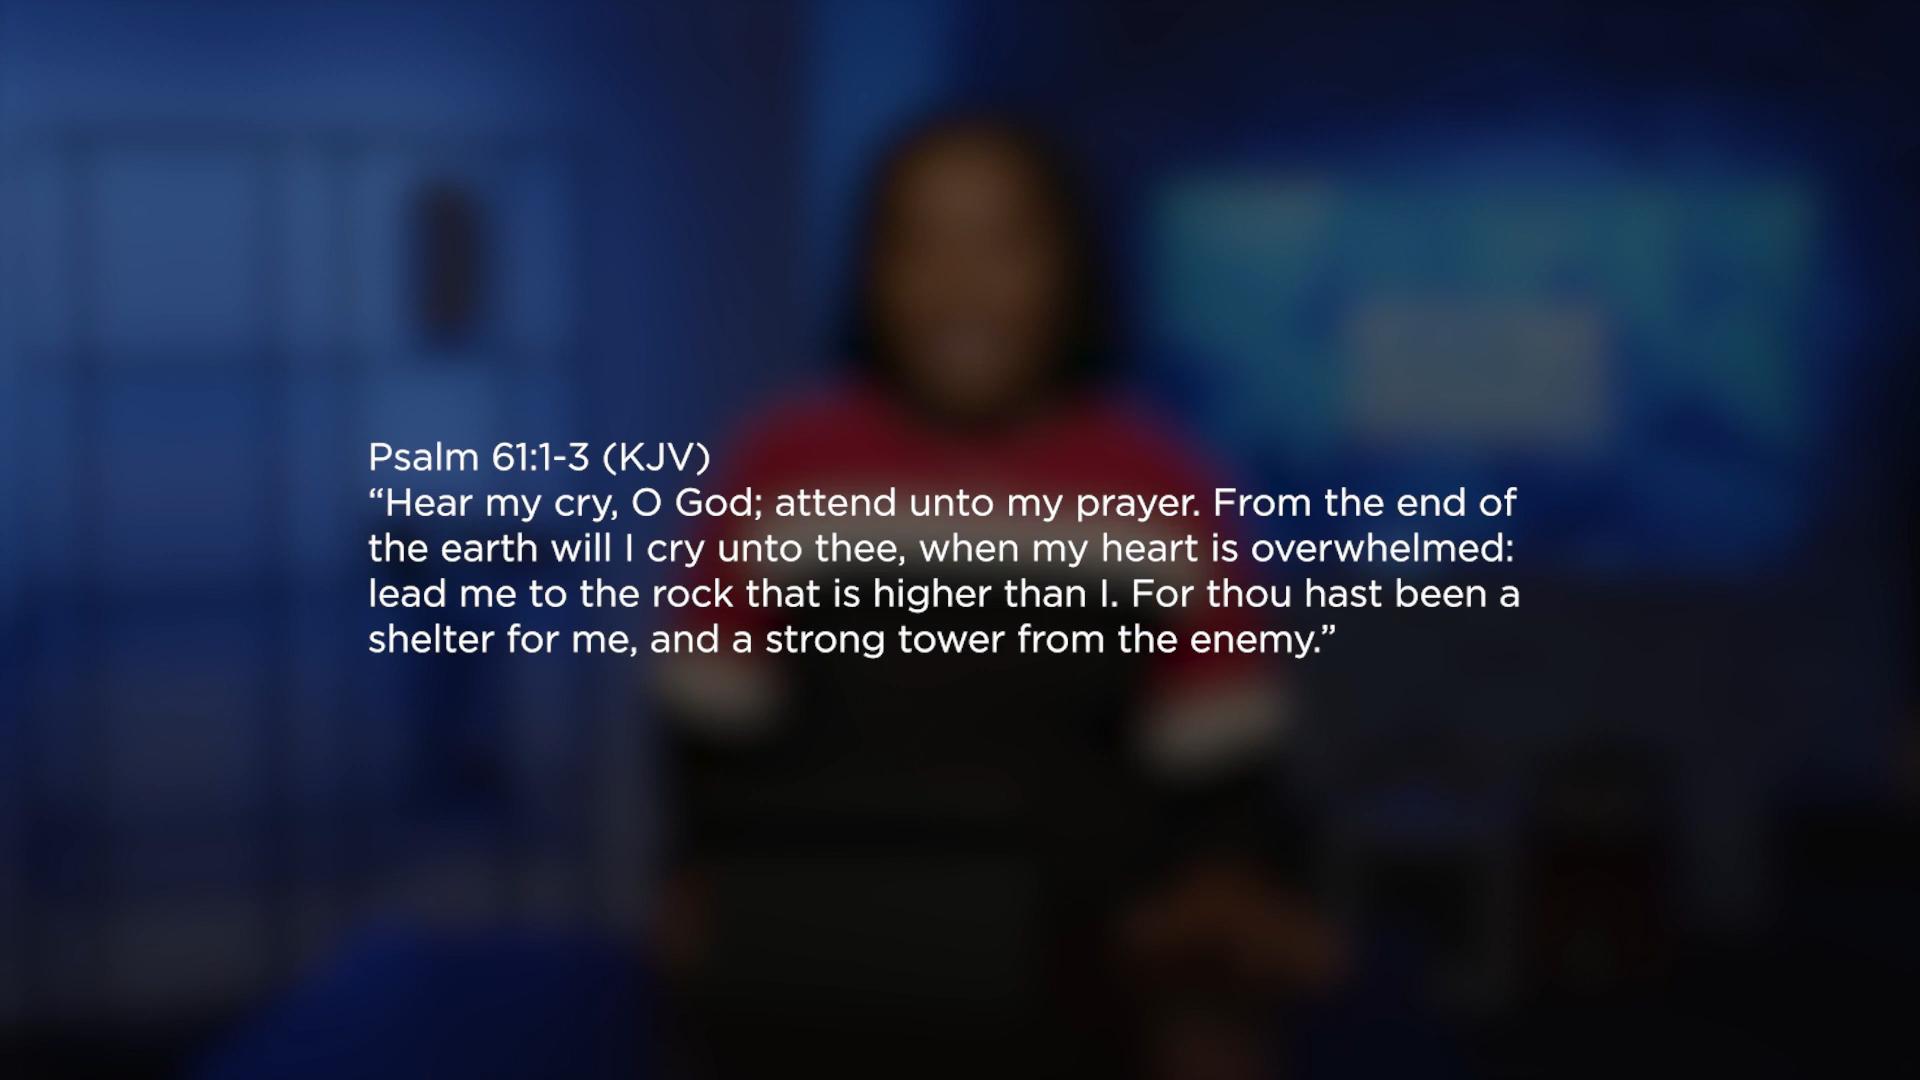 Psalm 61:1-3 (KJV)
“Hear my cry, O God; attend unto my prayer. From the end of
the earth will I cry unto thee, when my heart is overwhelmed:
lead me to the rock that is higher than I. For thou hast been a
shelter for me, and a strong tower from the enemy.”